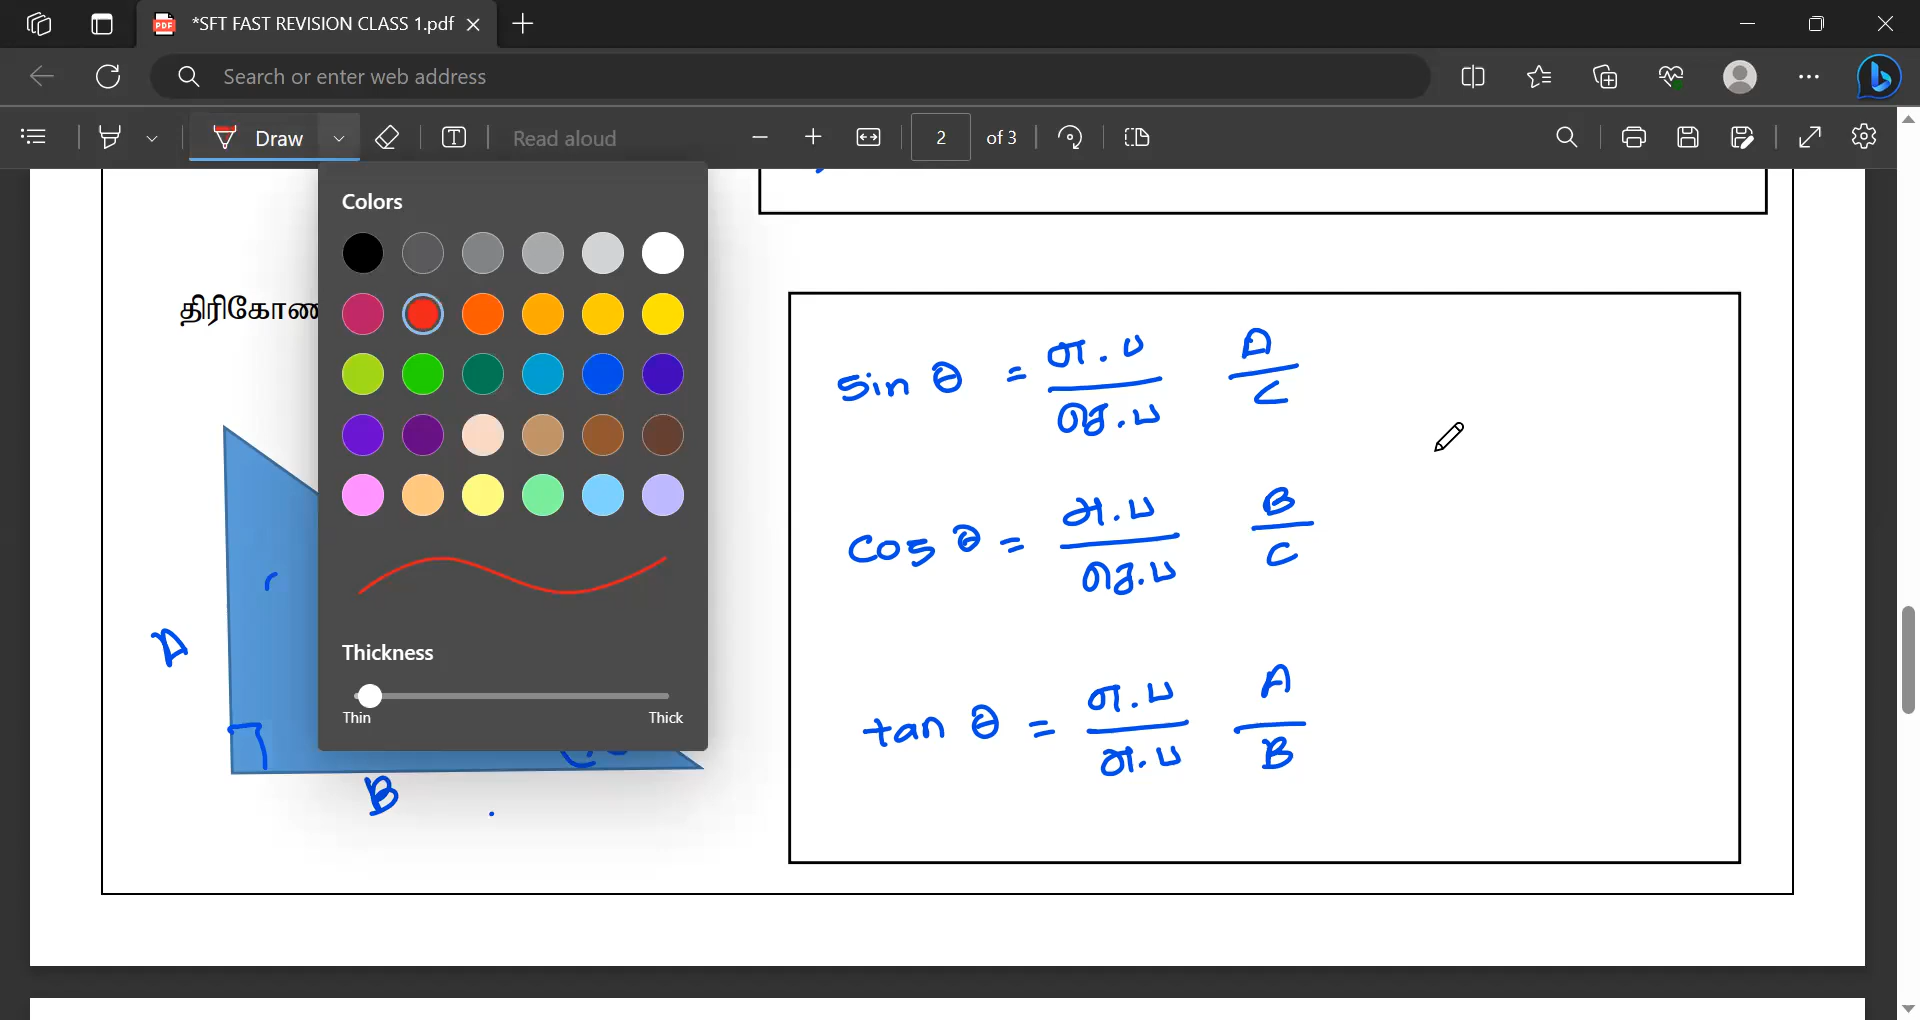 *SFT FAST REVISION CLASS 1.pdf
Search or enter web address
Draw
Read aloud
2 of 3
Colors
Thickness
Thin Thick
திரிகோண
A
B
sin θ = எ.ப / செ.ப A / C
cos θ = அ.ப / செ.ப B / C
tan θ = எ.ப / அ.ப A / B